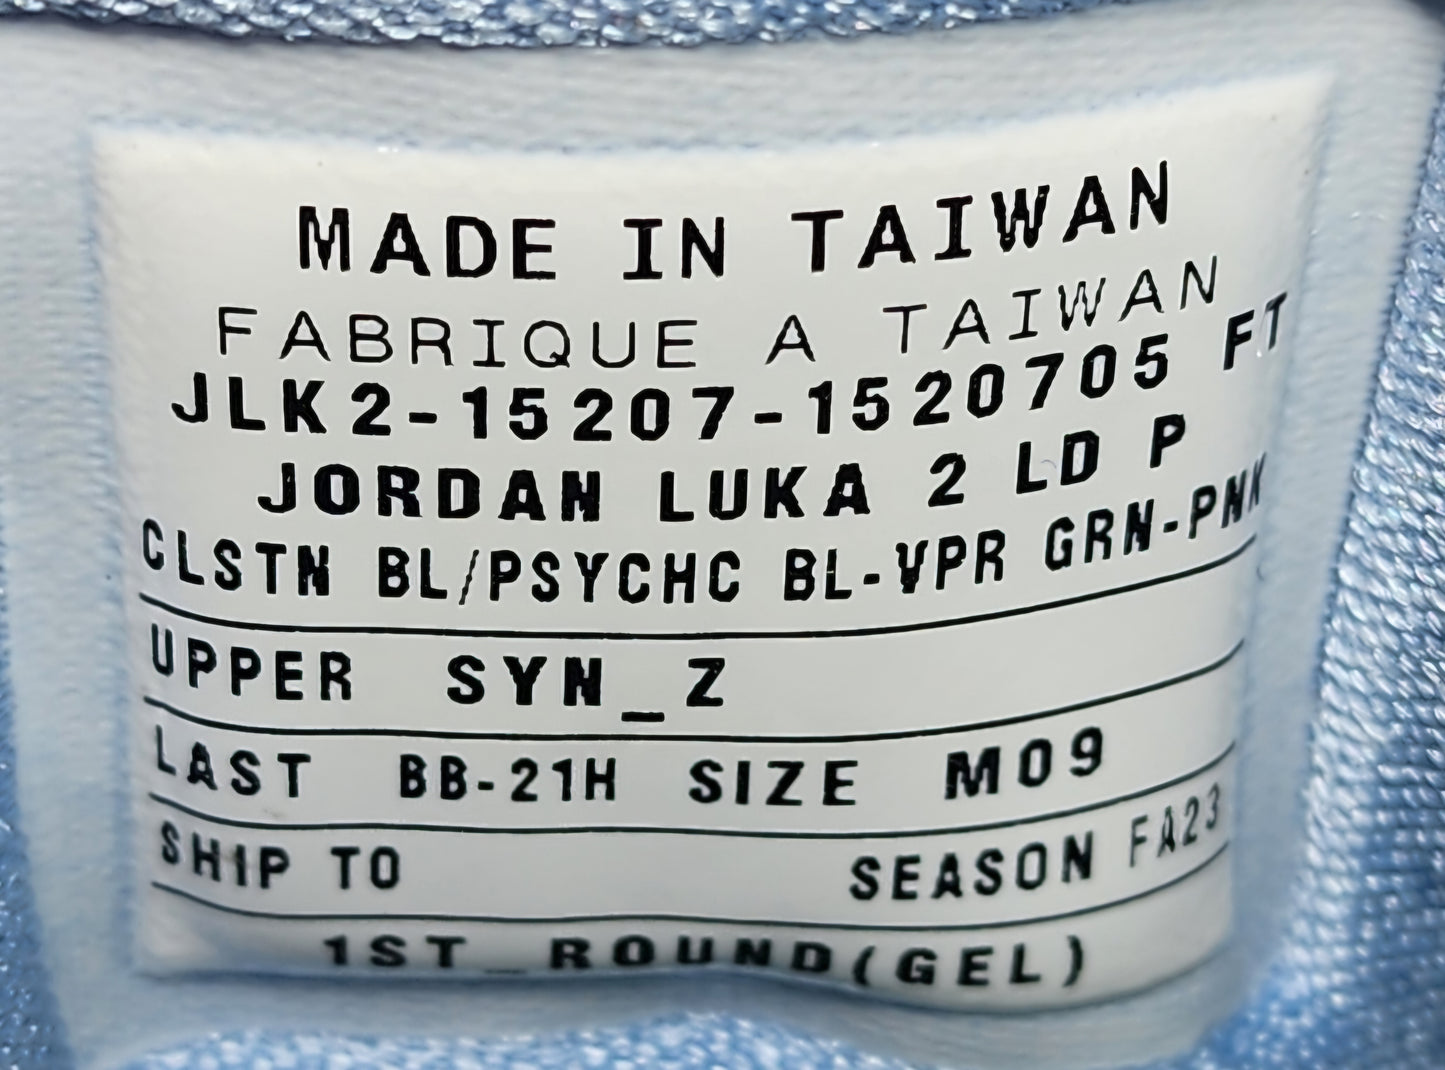 MADE IN TAIWAN
FABRIQUE A TAIWAN
JLK2-15207-1520705 FT
JORDAN LUKA 2 LD P
CLSTN BL/PSYCHC BL-VPR GRN-PNK
UPPER SYN_Z
LAST BB-21H SIZE M09
SHIP TO SEASON FA23
1ST_ROUND(GEL)